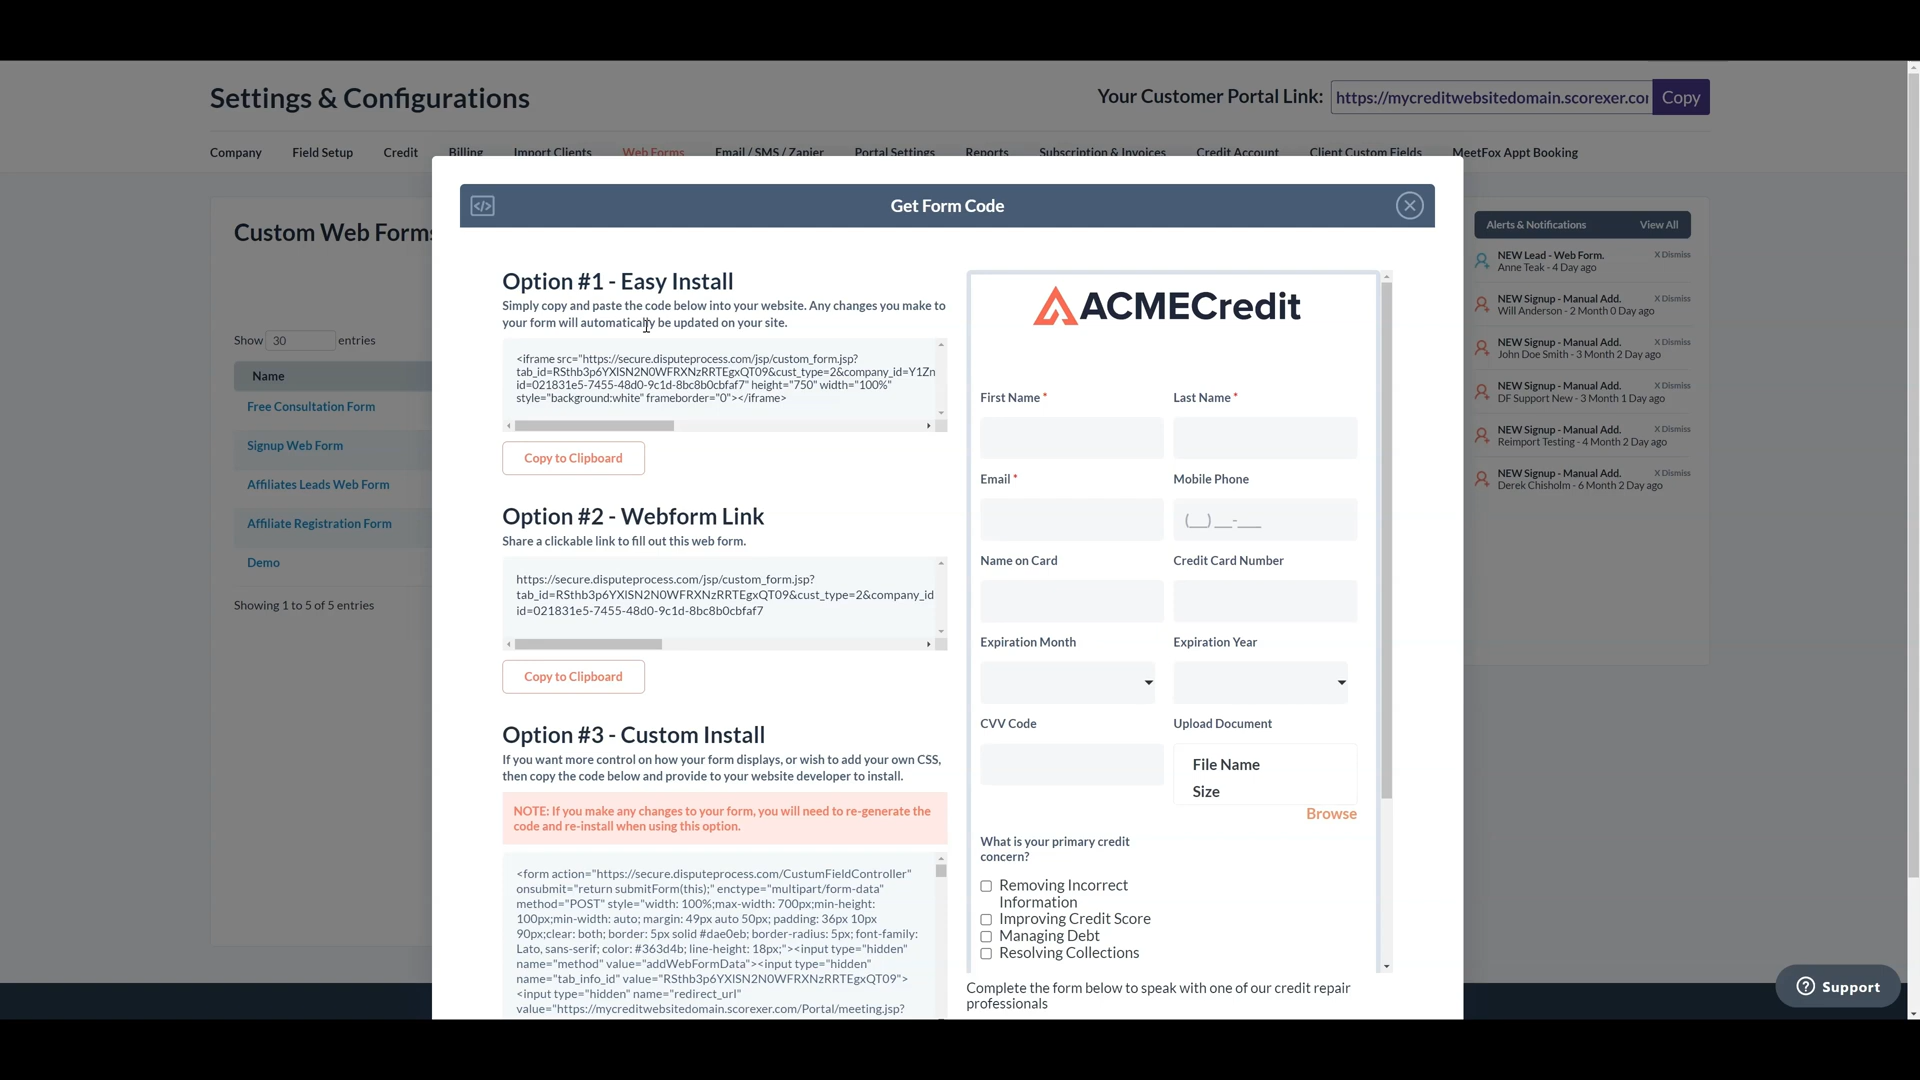 Settings & Configurations
Your Customer Portal Link:
https://mycreditwebsitedomain.scorexer.co
Copy
Company
Field Setup
Credit
Billing
Import Clients
Web Forms
Email / SMS / Zapier
Portal Settings
Reports
Subscription & Invoices
Credit Account
Client Custom Fields
MeetFox Appt Booking
Custom Web Forms
Show 30 entries
Name
Free Consultation Form
Signup Web Form
Affiliates Leads Web Form
Affiliate Registration Form
Demo
Showing 1 to 5 of 5 entries
</>
Get Form Code
Option #1 - Easy Install
Simply copy and paste the code below into your website. Any changes you make to
your form will automatically be updated on your site.
<iframe src="https://secure.disputeprocess.com/jsp/custom_form.jsp?
tab_id=RSthb3p6YXlSN2N0WFRXNzRRTEgxQT09&cust_type=2&company_id=Y1Zn
id=021831e5-7455-48d0-9c1d-8bc8b0cbfaf7" height="750" width="100%"
style="background:white" frameborder="0"></iframe>
Copy to Clipboard
Option #2 - Webform Link
Share a clickable link to fill out this web form.
https://secure.disputeprocess.com/jsp/custom_form.jsp?
tab_id=RSthb3p6YXlSN2N0WFRXNzRRTEgxQT09&cust_type=2&company_id
id=021831e5-7455-48d0-9c1d-8bc8b0cbfaf7
Copy to Clipboard
Option #3 - Custom Install
If you want more control on how your form displays, or wish to add your own CSS,
then copy the code below and provide to your website developer to install.
NOTE: If you make any changes to your form, you will need to re-generate the
code and re-install when using this option.
<form action="https://secure.disputeprocess.com/CustumFieldController"
onsubmit="return submitForm(this);" enctype="multipart/form-data"
method="POST" style="width: 100%;max-width: 700px;min-height:
100px;min-width: auto; margin: 49px auto 50px; padding: 36px 10px
90px;clear: both; border: 5px solid #dae0eb; border-radius: 5px; font-family:
Lato, sans-serif; color: #363d4b; line-height: 18px;"><input type="hidden"
name="method" value="addWebFormData"><input type="hidden"
name="tab_info_id" value="RSthb3p6YXlSN2N0WFRXNzRRTEgxQT09">
<input type="hidden" name="redirect_url"
value="https://mycreditwebsitedomain.scorexer.com/Portal/meeting.jsp?
ACMECredit
First Name *
Last Name *
Email *
Mobile Phone
(__) ___-____
Name on Card
Credit Card Number
Expiration Month
Expiration Year
CVV Code
Upload Document
File Name
Size
Browse
What is your primary credit
concern?
Removing Incorrect
Information
Improving Credit Score
Managing Debt
Resolving Collections
Complete the form below to speak with one of our credit repair
professionals
Alerts & Notifications
View All
NEW Lead - Web Form.
X Dismiss
Anne Teak - 4 Day ago
NEW Signup - Manual Add.
X Dismiss
Will Anderson - 2 Month 0 Day ago
NEW Signup - Manual Add.
X Dismiss
John Doe Smith - 3 Month 2 Day ago
NEW Signup - Manual Add.
X Dismiss
DF Support New - 3 Month 1 Day ago
NEW Signup - Manual Add.
X Dismiss
Reimport Testing - 4 Month 2 Day ago
NEW Signup - Manual Add.
X Dismiss
Derek Chisholm - 6 Month 2 Day ago
Support